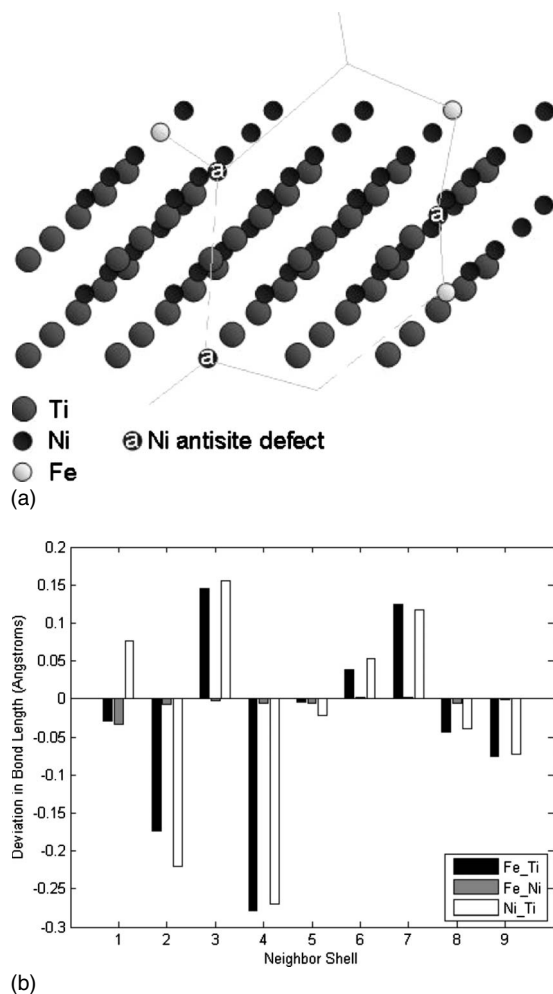 a
a
a
Ti
Ni
a Ni antisite defect
Fe
(a)
0.2
0.15
0.1
0.05
0
-0.05
-0.1
-0.15
-0.2
-0.25
-0.3
Deviation in Bond Length (Angstroms)
Fe_Ti
Fe_Ni
Ni_Ti
1 2 3 4 5 6 7 8 9
Neighbor Shell
(b)